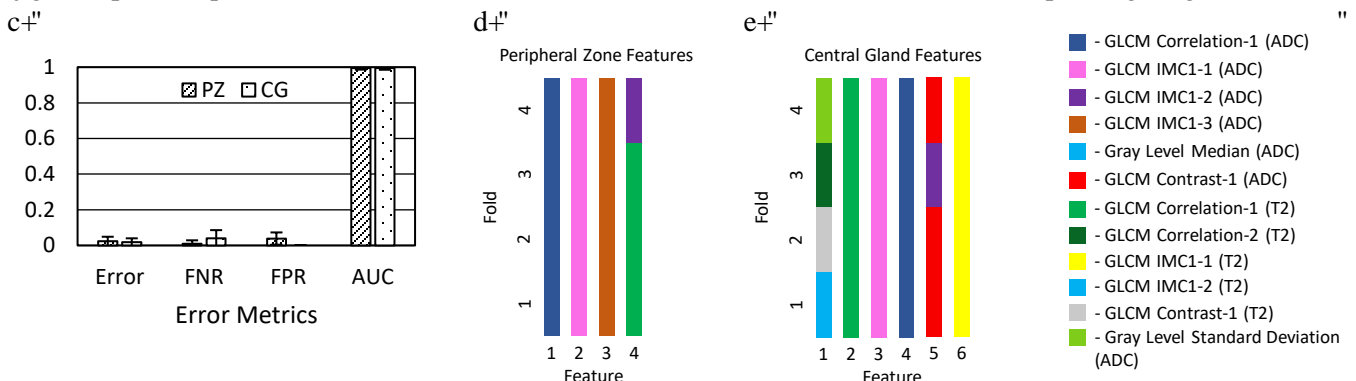 c+"
d+"
e+"
"
1
0.8
0.6
0.4
0.2
0
PZ CG
Error FNR FPR AUC
Error Metrics
Peripheral Zone Features
Fold
4
3
2
1
1 2 3 4
Feature
Central Gland Features
Fold
4
3
2
1
1 2 3 4 5 6
Feature
- GLCM Correlation-1 (ADC)
- GLCM IMC1-1 (ADC)
- GLCM IMC1-2 (ADC)
- GLCM IMC1-3 (ADC)
- Gray Level Median (ADC)
- GLCM Contrast-1 (ADC)
- GLCM Correlation-1 (T2)
- GLCM Correlation-2 (T2)
- GLCM IMC1-1 (T2)
- GLCM IMC1-2 (T2)
- GLCM Contrast-1 (T2)
- Gray Level Standard Deviation
(ADC)